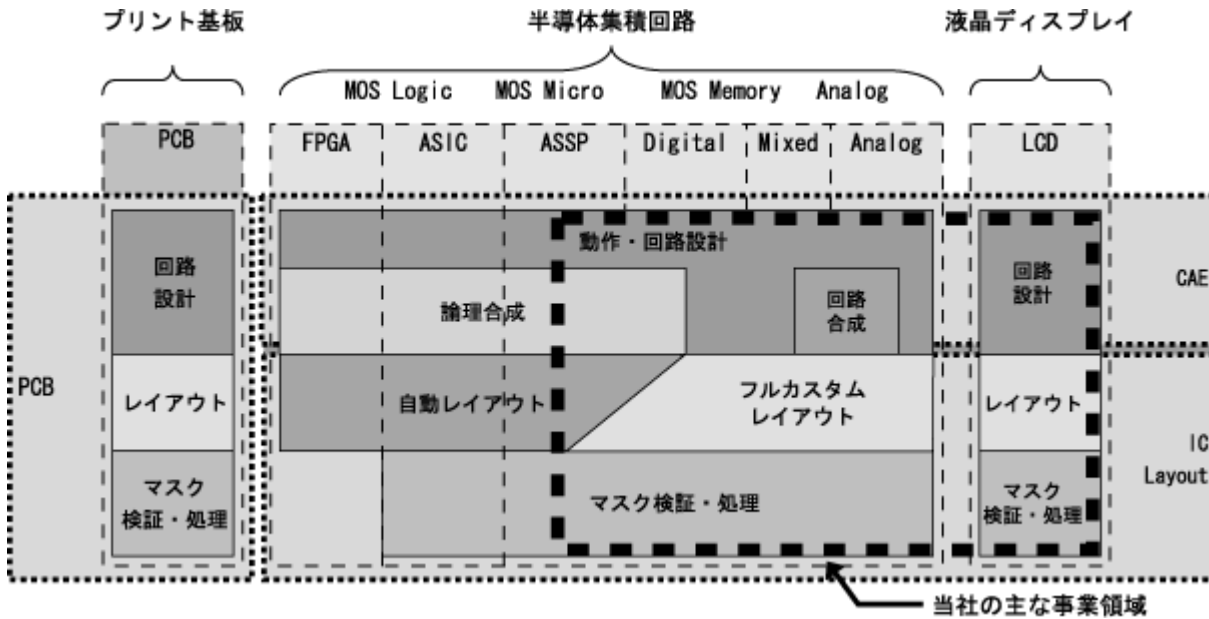 プリント基板
半導体集積回路
液晶ディスプレイ
MOS Logic MOS Micro MOS Memory Analog
PCB
FPGA ASIC ASSP Digital Mixed Analog
LCD
動作・回路設計
回路
設計
回路
設計
CAE
論理合成
回路
合成
PCB
レイアウト
自動レイアウト
フルカスタム
レイアウト
レイアウト
IC
Layout
マスク
検証・処理
マスク検証・処理
マスク
検証・処理
当社の主な事業領域